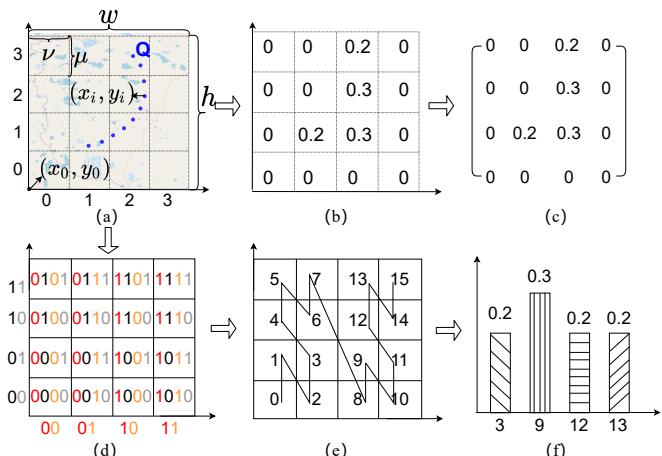 w
3 ν μ Q
2 (x_i, y_i) h
1
0 (x_0, y_0)
0 1 2 3
(a)
0 0 0.2 0
0 0 0.3 0
0 0.2 0.3 0
0 0 0 0
(b)
0 0 0.2 0
0 0 0.3 0
0 0.2 0.3 0
0 0 0 0
(c)
11 0101 0111 1101 1111
10 0100 0110 1100 1110
01 0001 0011 1001 1011
00 0000 0010 1000 1010
00 01 10 11
(d)
5 7 13 15
4 6 12 14
1 3 9 11
0 2 8 10
(e)
0.2 0.3 0.2 0.2
3 9 12 13
(f)